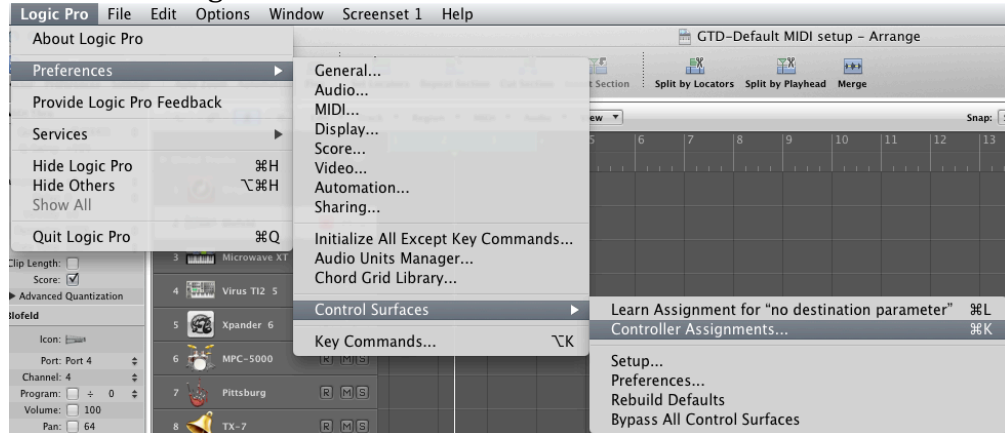 Logic Pro File Edit Options Window Screenset 1 Help
About Logic Pro
Preferences
Provide Logic Pro Feedback
Services
Hide Logic Pro ⌘H
Hide Others ⌥⌘H
Show All
Quit Logic Pro ⌘Q
General...
Audio...
MIDI...
Display...
Score...
Video...
Automation...
Sharing...
Initialize All Except Key Commands...
Audio Units Manager...
Chord Grid Library...
Control Surfaces
Key Commands... ⌥K
Learn Assignment for "no destination parameter" ⌘L
Controller Assignments... ⌘K
Setup...
Preferences...
Rebuild Defaults
Bypass All Control Surfaces
GTD-Default MIDI setup - Arrange
Section Split by Locators Split by Playhead Merge
Snap:
5 6 7 8 9 10 11 12 13
Clip Length:
Score:
Advanced Quantization
Blofeld
Icon:
Port: Port 4
Channel: 4
Program: ÷ 0
Volume: 100
Pan: 64
3 Microwave XT
4 Virus TI2 5
5 Xpander 6
6 MPC-5000 R M S
7 Pittsburg R M S
8 TX-7 R M S